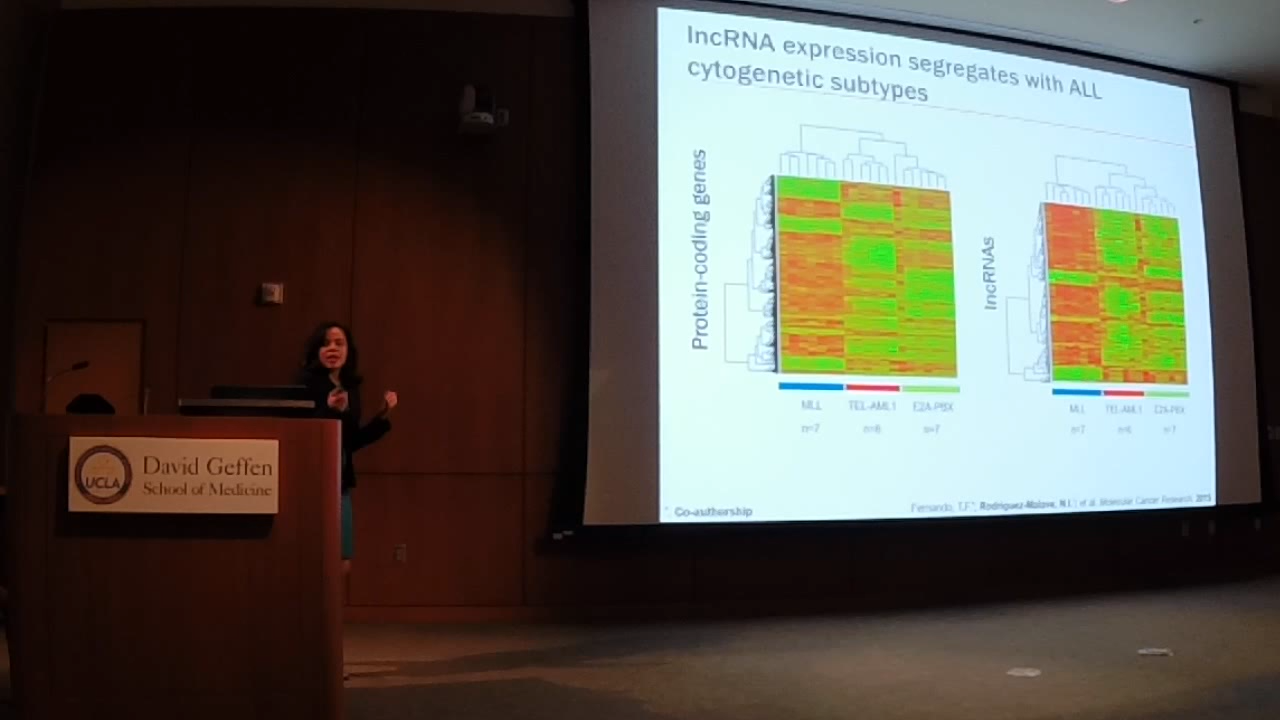 lncRNA expression segregates with ALL
cytogenetic subtypes
Protein-coding genes
lncRNAs
MLL
TEL-AML1
E2A-PBX
n=7
n=6
n=7
MLL
TEL-AML1
E2A-PBX
n=7
n=6
n=7
*. Co-authorship
Fernando, T.F.*; Rodriguez-Malave, N.I.*; et al. Molecular Cancer Research 2015
UCLA
David Geffen
School of Medicine